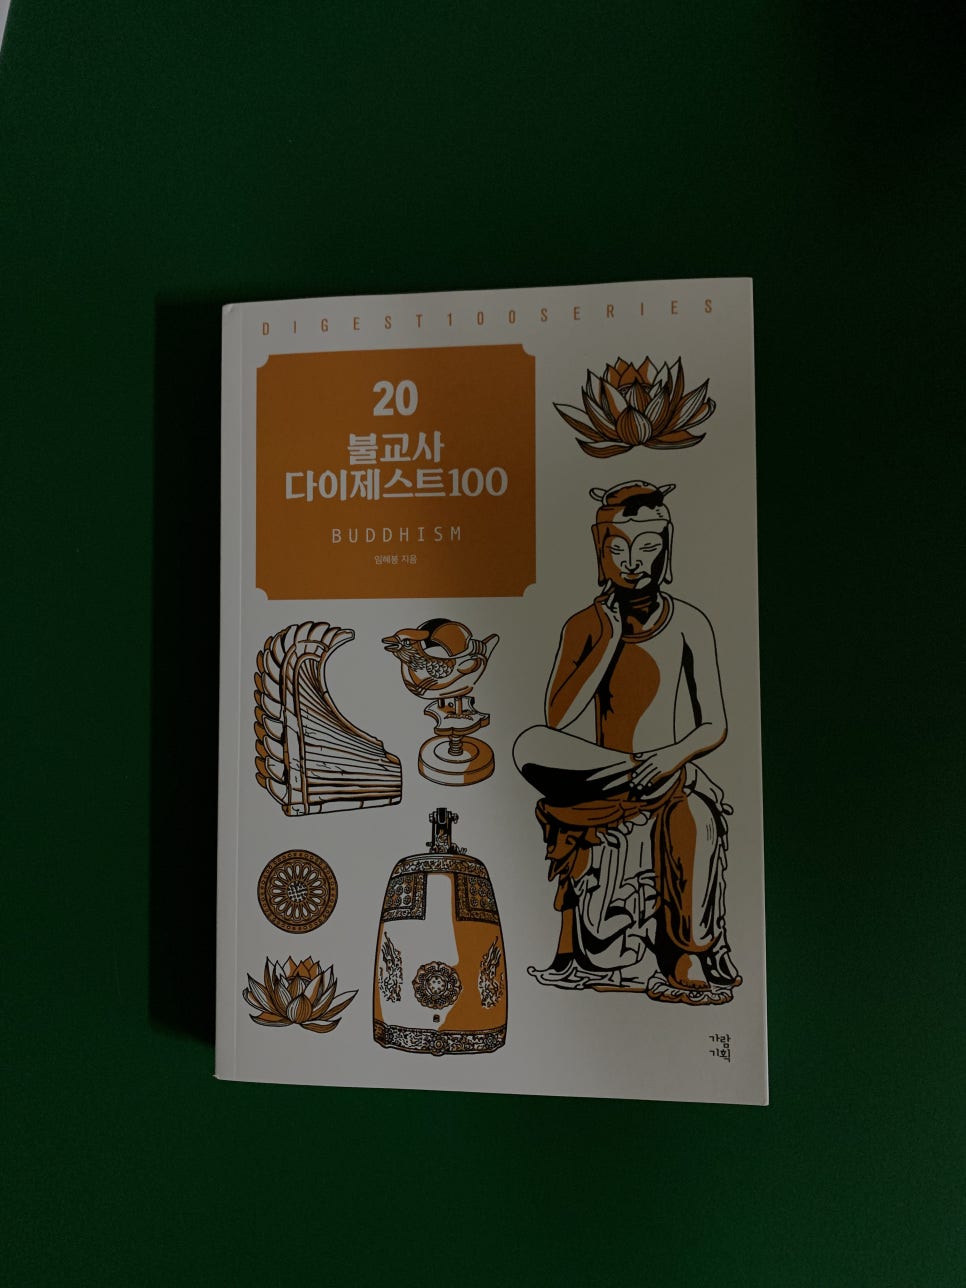 DIGEST100SERIES
20
불교사
다이제스트100
BUDDHISM
임혜봉 지음
가람
기획